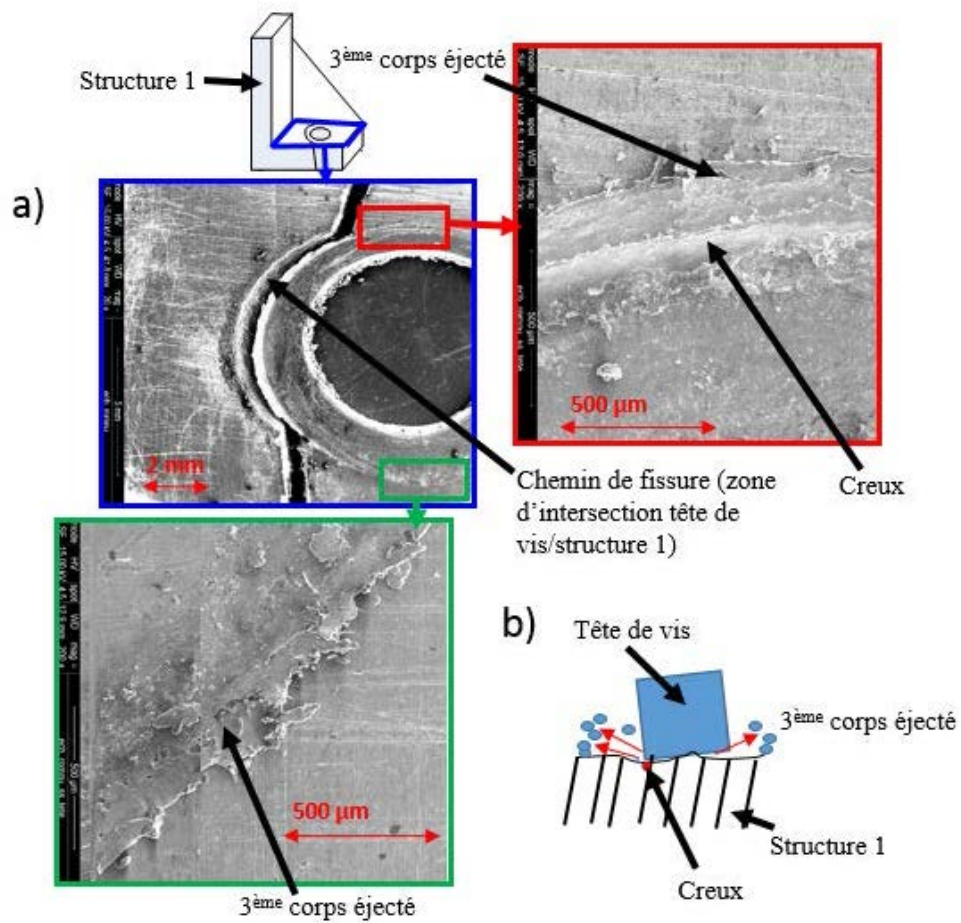 Structure 1
3ème corps éjecté
a)
2 mm
500 µm
Chemin de fissure (zone
d'intersection tête de
vis/structure 1)
Creux
500 µm
3ème corps éjecté
b)
Tête de vis
3ème corps éjecté
Structure 1
Creux